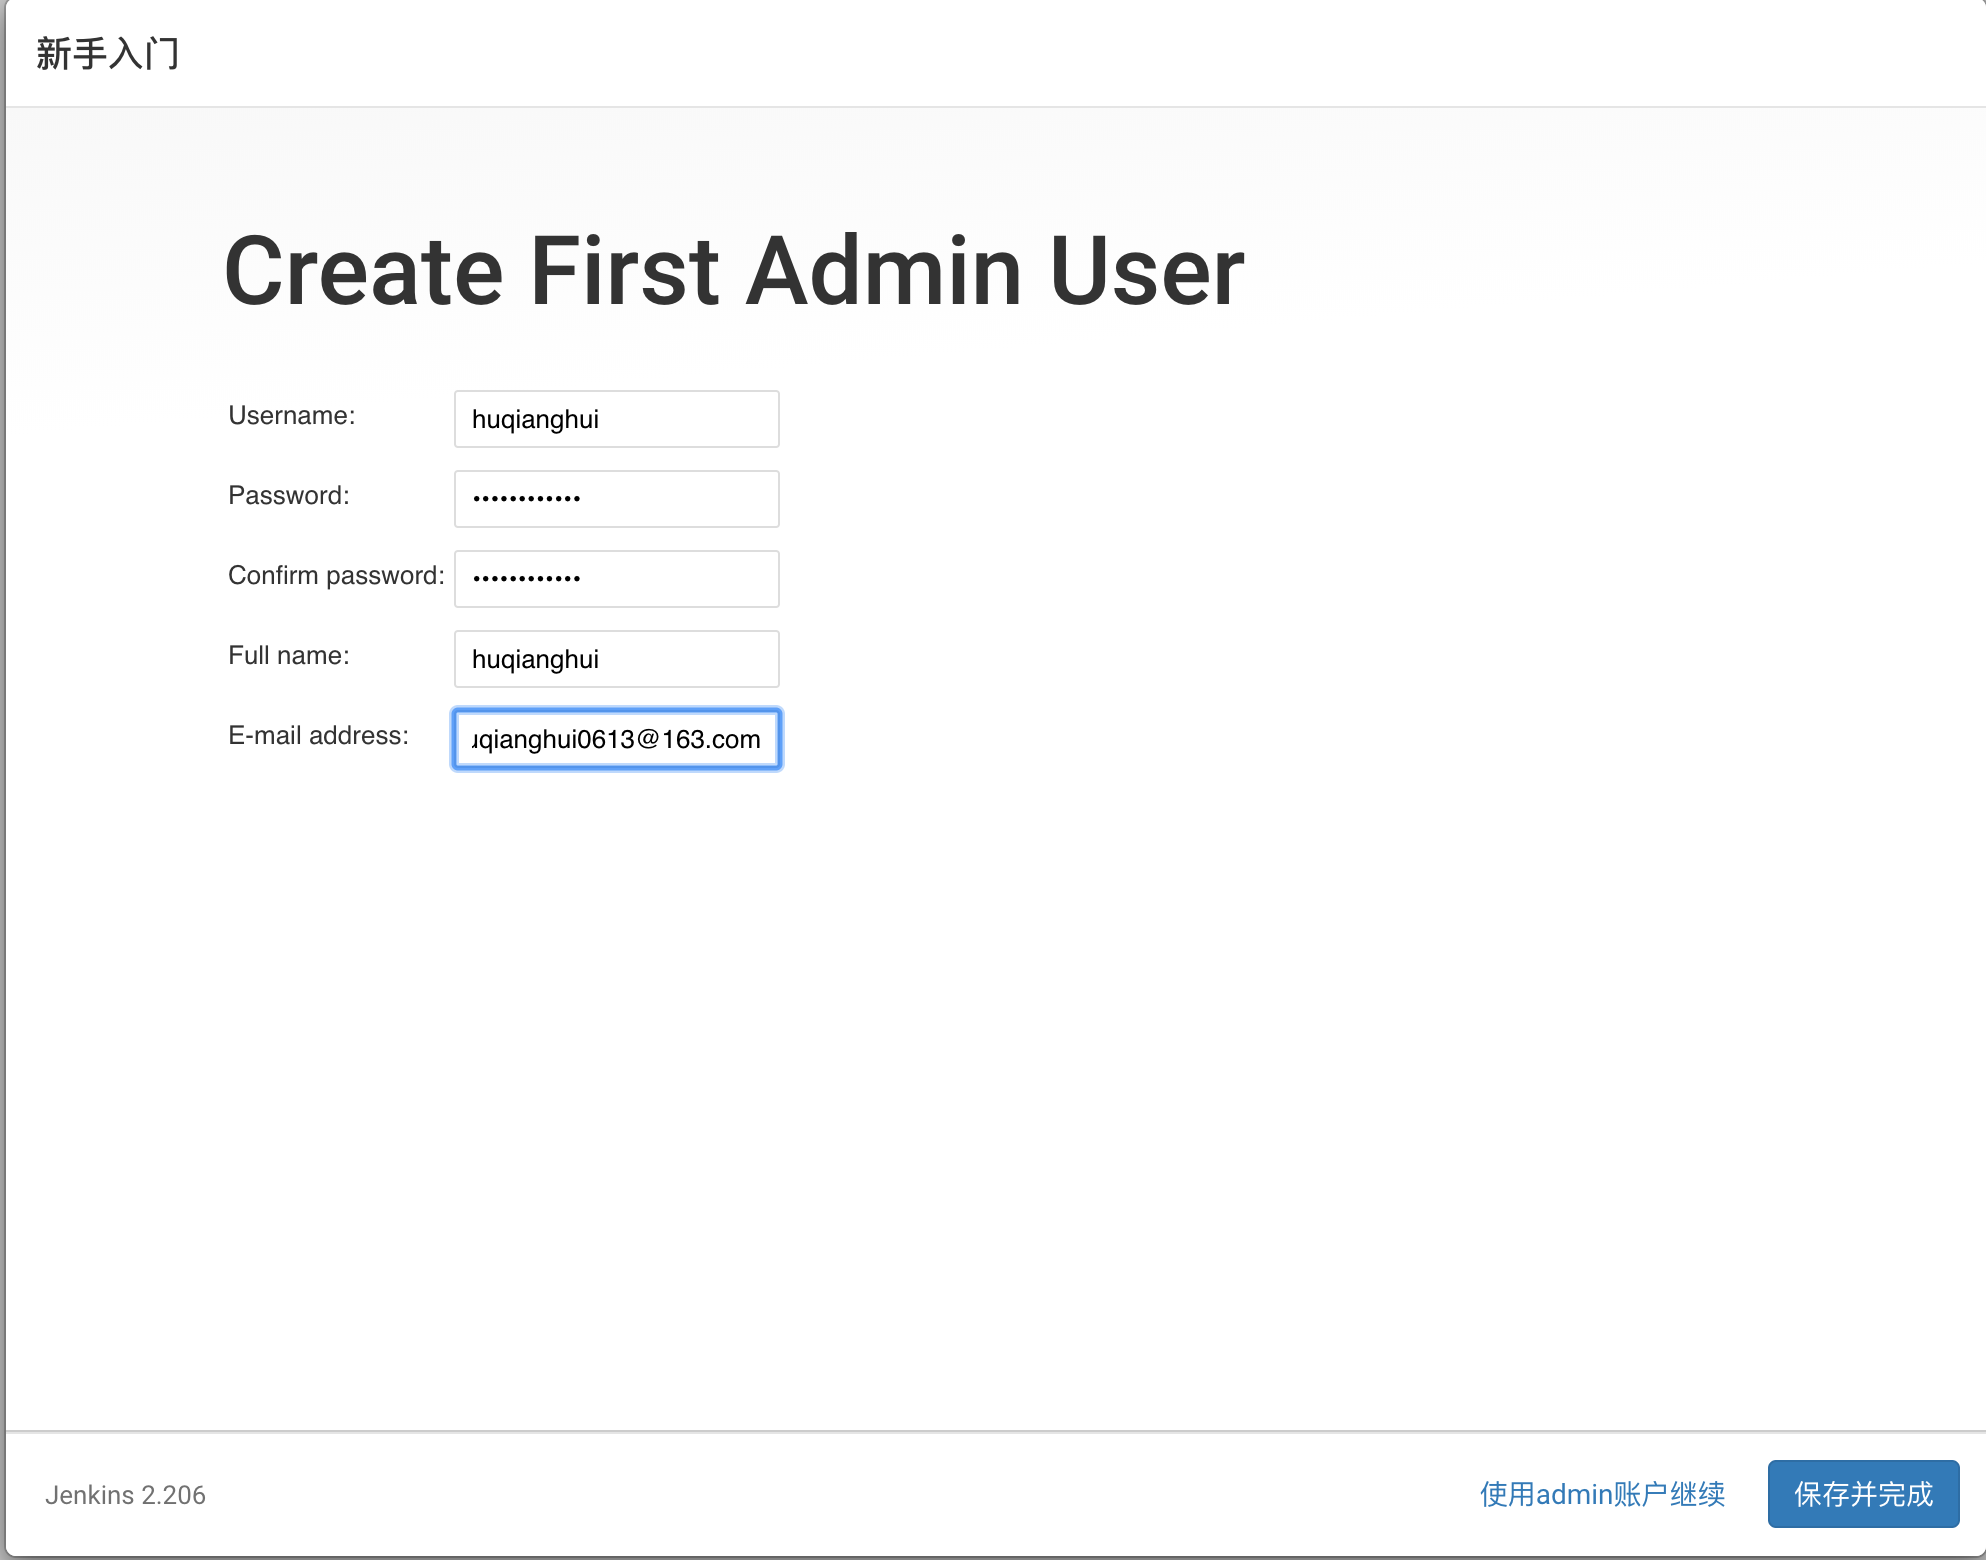 新手入门
Create First Admin User
Username: huqianghui
Password: ••••••••••••
Confirm password: ••••••••••••
Full name: huqianghui
E-mail address: uqianghui0613@163.com
Jenkins 2.206 使用admin账户继续 保存并完成